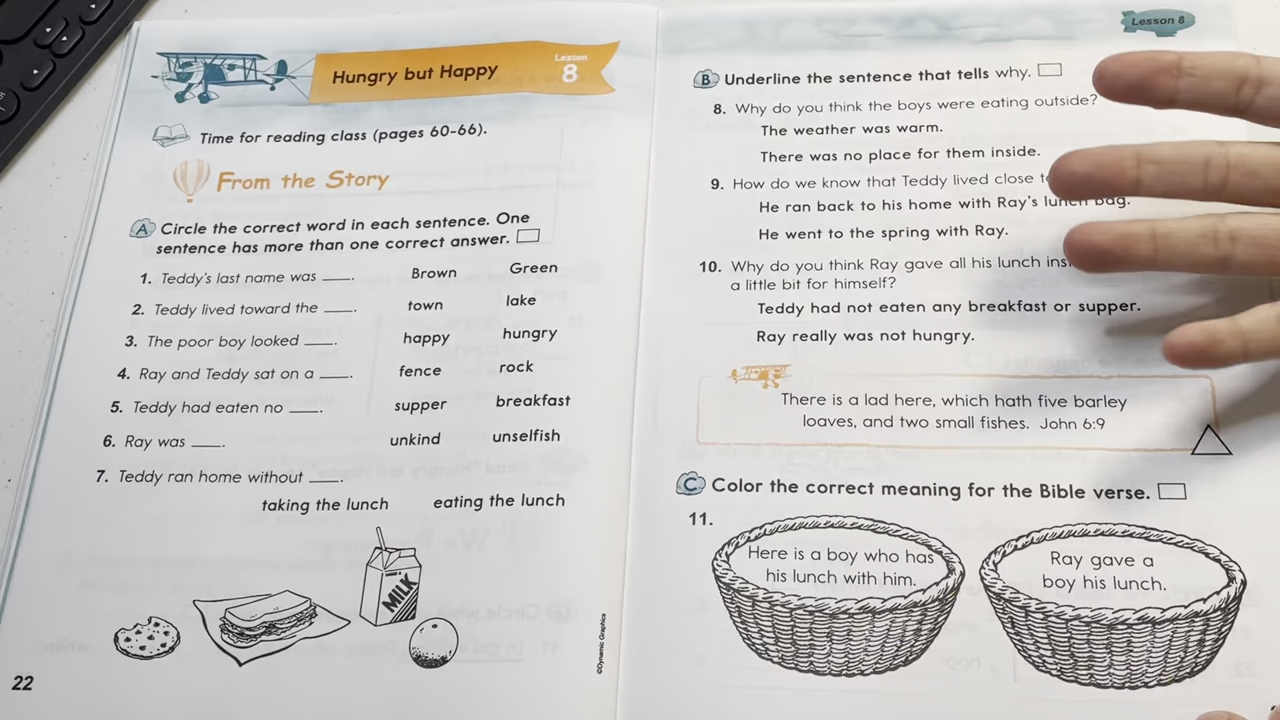 Hungry but Happy
Lesson
8
Time for reading class (pages 60-66).
From the Story
A Circle the correct word in each sentence. One
sentence has more than one correct answer.
1. Teddy's last name was ____. Brown Green
2. Teddy lived toward the ____. town lake
3. The poor boy looked ____. happy hungry
4. Ray and Teddy sat on a ____. fence rock
5. Teddy had eaten no ____. supper breakfast
6. Ray was ____. unkind unselfish
7. Teddy ran home without ____.
taking the lunch eating the lunch
MILK
©Dynamic Graphics
22
Lesson 8
B Underline the sentence that tells why.
8. Why do you think the boys were eating outside?
The weather was warm.
There was no place for them inside.
9. How do we know that Teddy lived close
He ran back to his home with Ray's lunch bag.
He went to the spring with Ray.
10. Why do you think Ray gave all his lunch
a little bit for himself?
Teddy had not eaten any breakfast or supper.
Ray really was not hungry.
There is a lad here, which hath five barley
loaves, and two small fishes. John 6:9
C Color the correct meaning for the Bible verse.
11.
Here is a boy who has
his lunch with him.
Ray gave a
boy his lunch.